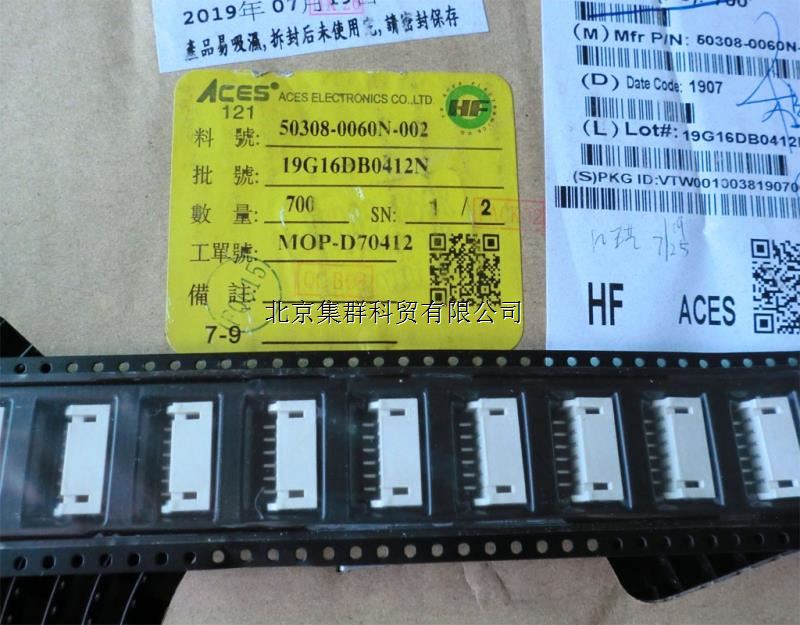 2019年 07月
產品易吸濕,拆封后未使用完,請密封保存
ACES ACES ELECTRONICS CO.,LTD HF
121
料 號: 50308-0060N-002
批 號: 19G16DB0412N
數 量: 700 SN: 1 / 2
工單號: MOP-D70412
備 註:
7-9
北京集群科贸有限公司
(M) Mfr P/N: 50308-0060N-
(D) Date Code: 1907
(L) Lot#: 19G16DB0412
(S)PKG ID:VTW001003819070
7/25
HF ACES